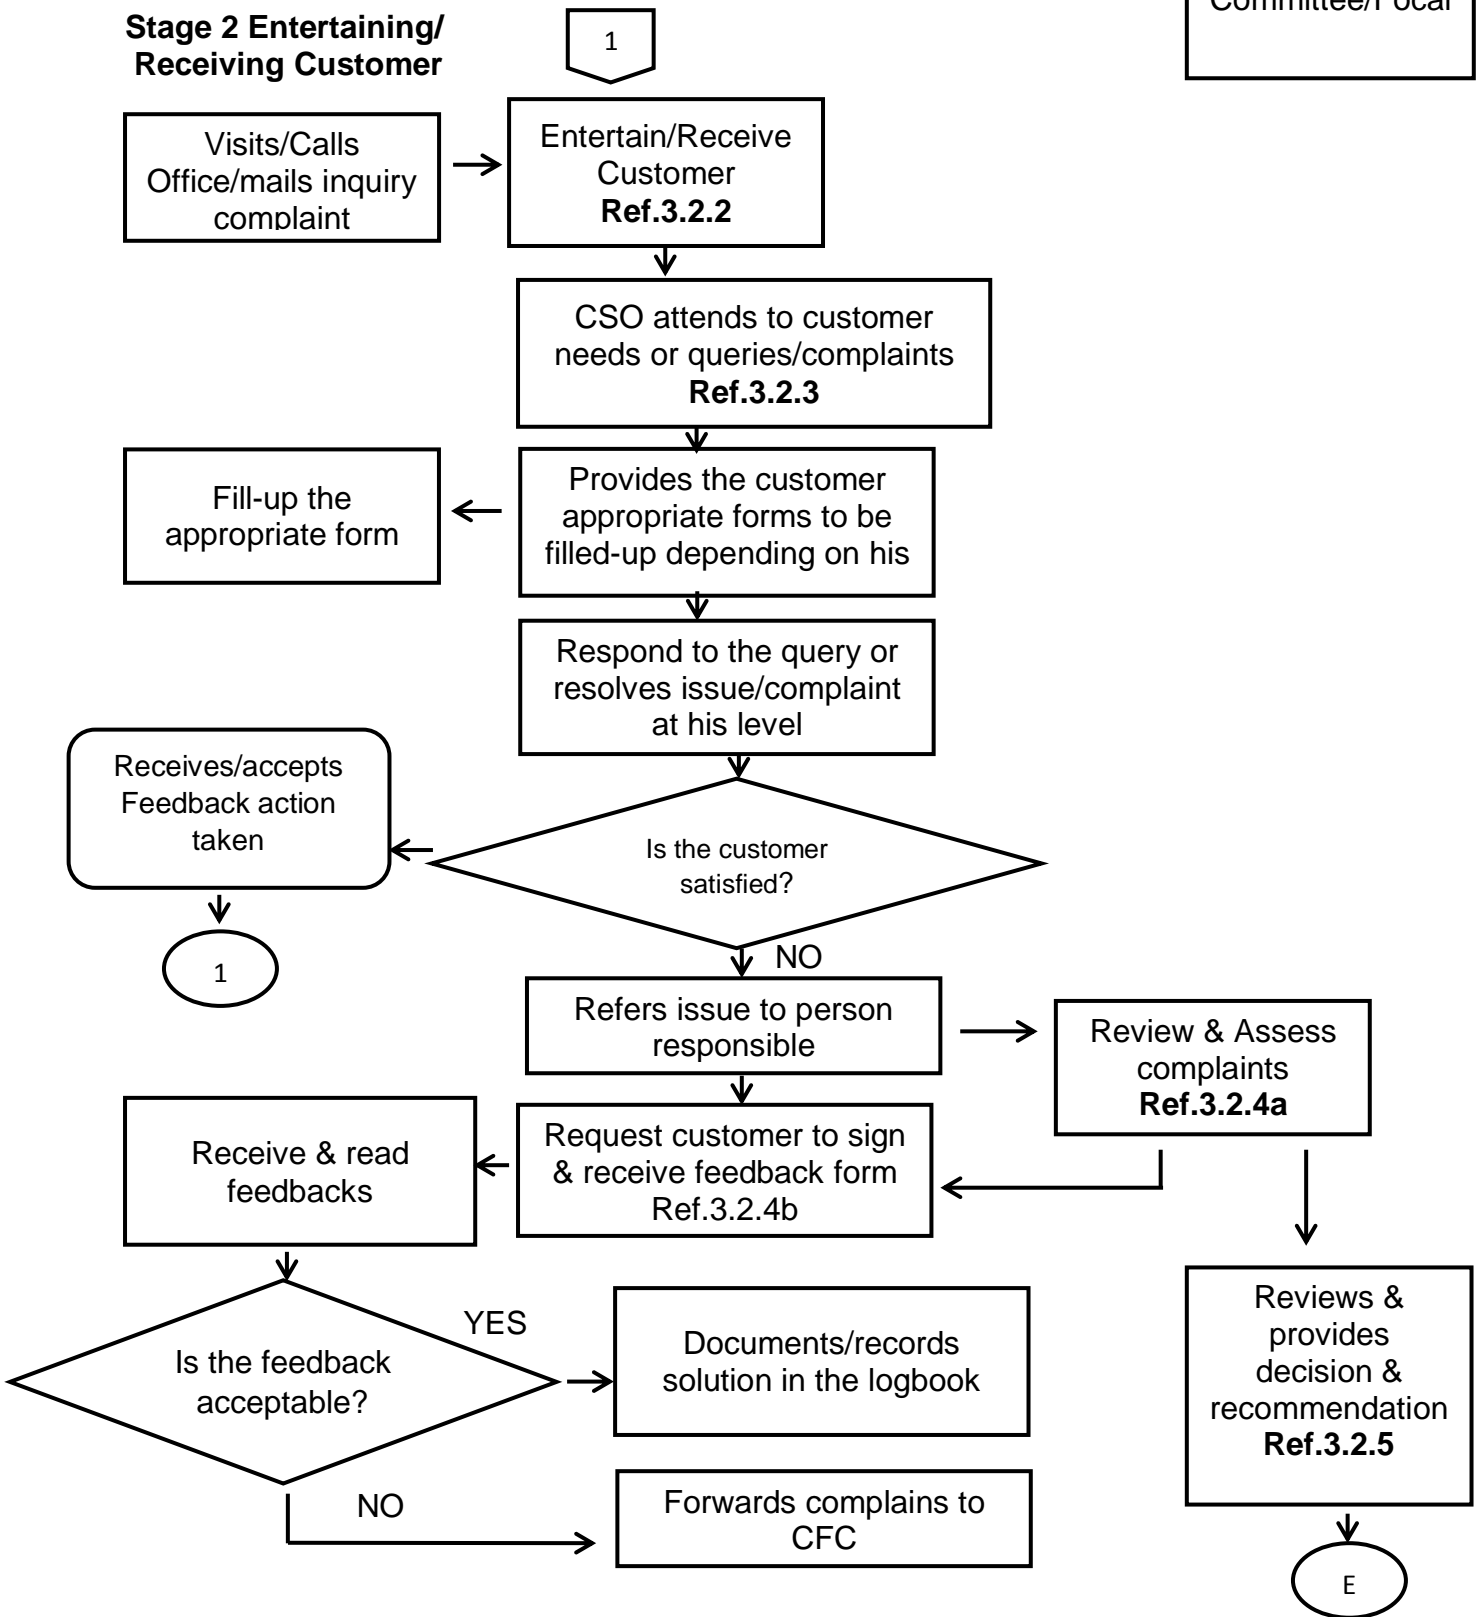 Committee/Focal
Stage 2 Entertaining/
Receiving Customer
1
Visits/Calls
Office/mails inquiry
complaint
Entertain/Receive
Customer
Ref.3.2.2
CSO attends to customer
needs or queries/complaints
Ref.3.2.3
Fill-up the
appropriate form
Provides the customer
appropriate forms to be
filled-up depending on his
Respond to the query or
resolves issue/complaint
at his level
Receives/accepts
Feedback action
taken
Is the customer
satisfied?
1
NO
Refers issue to person
responsible
Review & Assess
complaints
Ref.3.2.4a
Receive & read
feedbacks
Request customer to sign
& receive feedback form
Ref.3.2.4b
Is the feedback
acceptable?
YES
Documents/records
solution in the logbook
Reviews &
provides
decision &
recommendation
Ref.3.2.5
NO
Forwards complains to
CFC
E